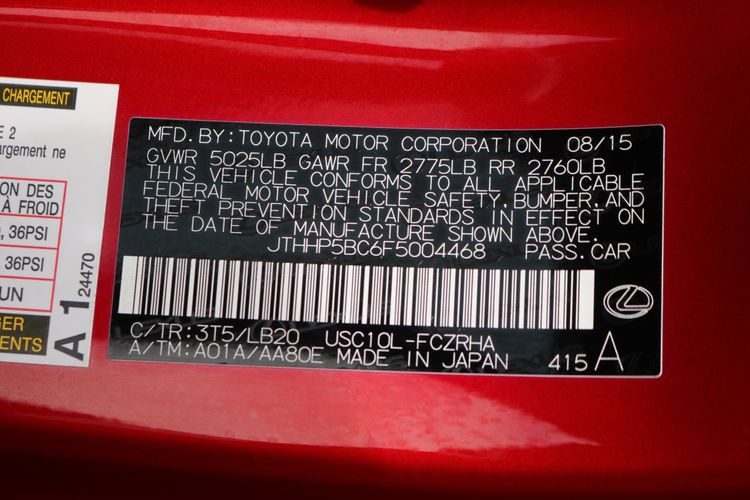 CHARGEMENT
E 2
argement ne
ON DES
À FROID
, 36PSI
36PSI
UN
GER
ENTS
A 1 24470
MFD.BY:TOYOTA MOTOR CORPORATION 08/15
GVWR 5025LB GAWR FR 2775LB RR 2760LB
THIS VEHICLE CONFORMS TO ALL APPLICABLE
FEDERAL MOTOR VEHICLE SAFETY,BUMPER,AND
THEFT PREVENTION STANDARDS IN EFFECT ON
THE DATE OF MANUFACTURE SHOWN ABOVE.
JTHHP5BC6F5004468 PASS.CAR
C/TR:3T5/LB20 USC10L-FCZRHA
A/TM:A01A/AA80E MADE IN JAPAN 415 A